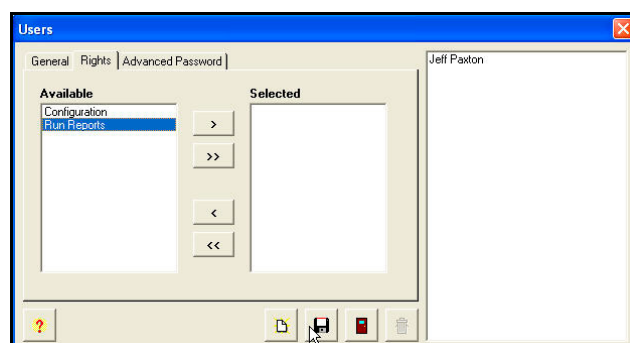 Users
General Rights Advanced Password
Jeff Paxton
Available Selected
Configuration
Run Reports
>
>>
<
<<
?